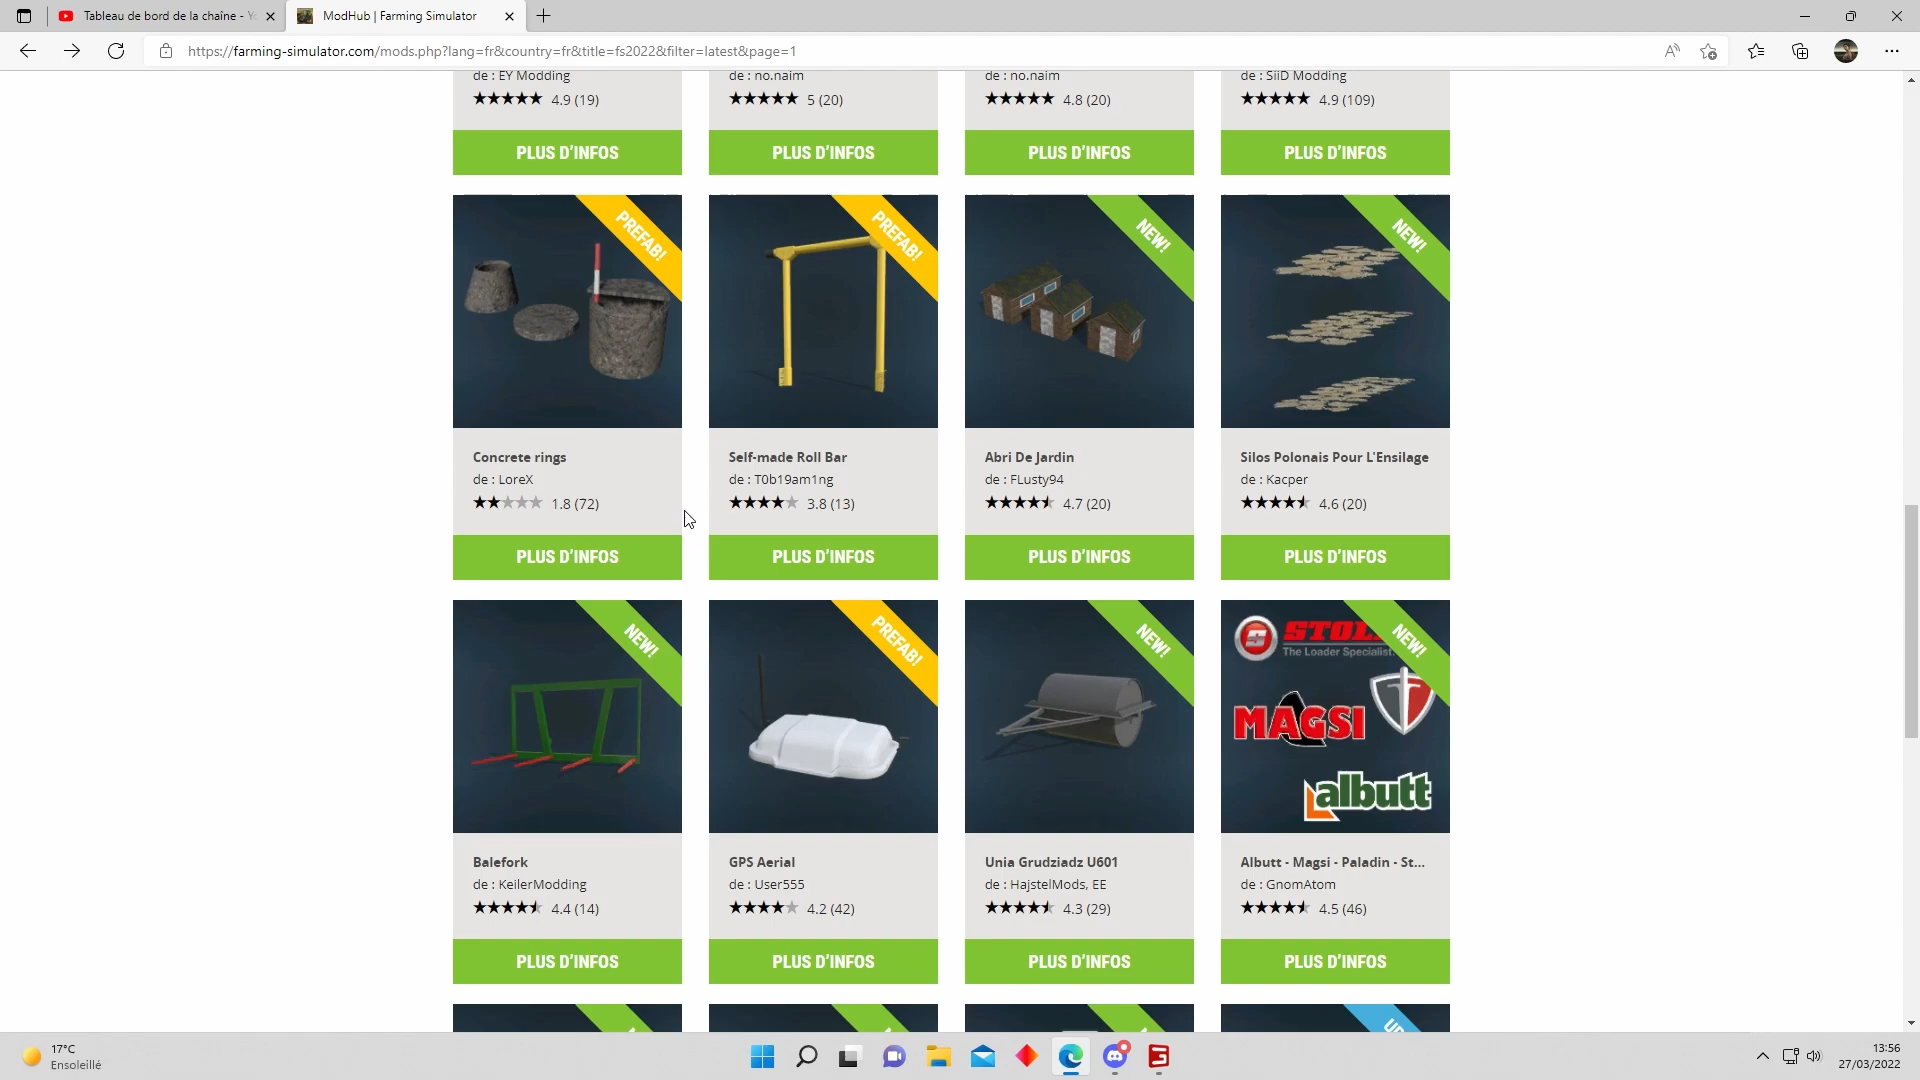 Tableau de bord de la chaîne - Yo
ModHub | Farming Simulator
https://farming-simulator.com/mods.php?lang=fr&country=fr&title=fs2022&filter=latest&page=1
de : EY Modding
4.9 (19)
de : no.naim
5 (20)
de : no.naim
4.8 (20)
de : SiiD Modding
4.9 (109)
PLUS D'INFOS
PLUS D'INFOS
PLUS D'INFOS
PLUS D'INFOS
PREFAB!
PREFAB!
NEW!
NEW!
Concrete rings
de : LoreX
1.8 (72)
Self-made Roll Bar
de : T0b19am1ng
3.8 (13)
Abri De Jardin
de : FLusty94
4.7 (20)
Silos Polonais Pour L'Ensilage
de : Kacper
4.6 (20)
PLUS D'INFOS
PLUS D'INFOS
PLUS D'INFOS
PLUS D'INFOS
NEW!
PREFAB!
NEW!
NEW!
STOLL
The Loader Specialist.
MAGSI
albutt
Balefork
de : KeilerModding
4.4 (14)
GPS Aerial
de : User555
4.2 (42)
Unia Grudziadz U601
de : HajstelMods, EE
4.3 (29)
Albutt - Magsi - Paladin - St...
de : GnomAtom
4.5 (46)
PLUS D'INFOS
PLUS D'INFOS
PLUS D'INFOS
PLUS D'INFOS
17°C
Ensoleillé
13:56
27/03/2022